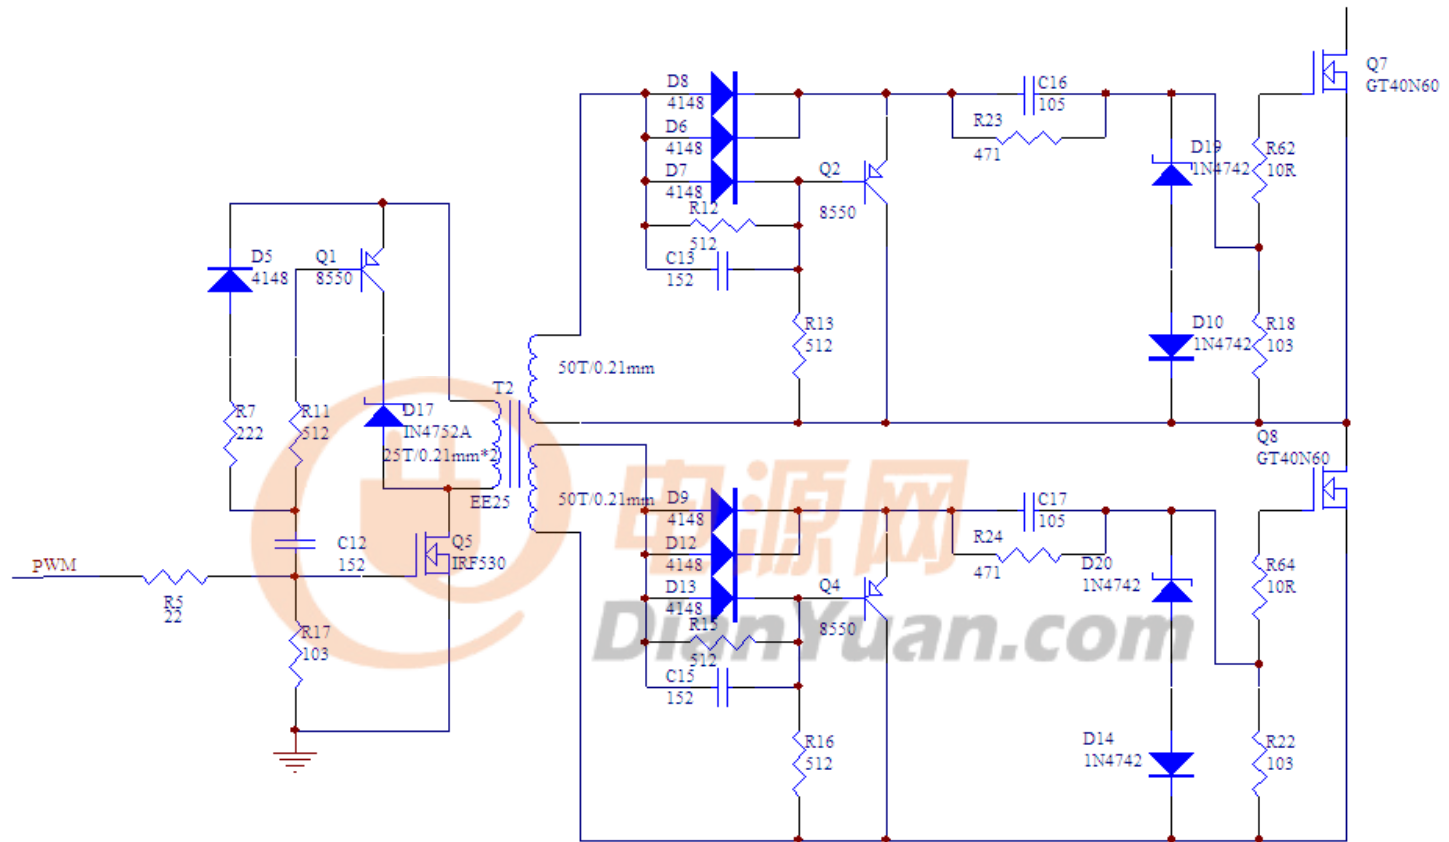 D8
4148
D6
4148
D7
4148
R12
512
C13
152
Q2
8550
R13
512
C16
105
R23
471
D19
1N4742
D10
1N4742
R62
10R
R18
103
Q7
GT40N60
D5
4148
Q1
8550
R7
222
R11
512
D17
IN4752A
25T/0.21mm*2
T2
EE25
50T/0.21mm
50T/0.21mm
PWM
R5
22
C12
152
Q5
IRF530
R17
103
D9
4148
D12
4148
D13
4148
R15
512
C15
152
Q4
8550
R16
512
C17
105
R24
471
D20
1N4742
D14
1N4742
R64
10R
R22
103
Q8
GT40N60
电源网
DianYuan.com